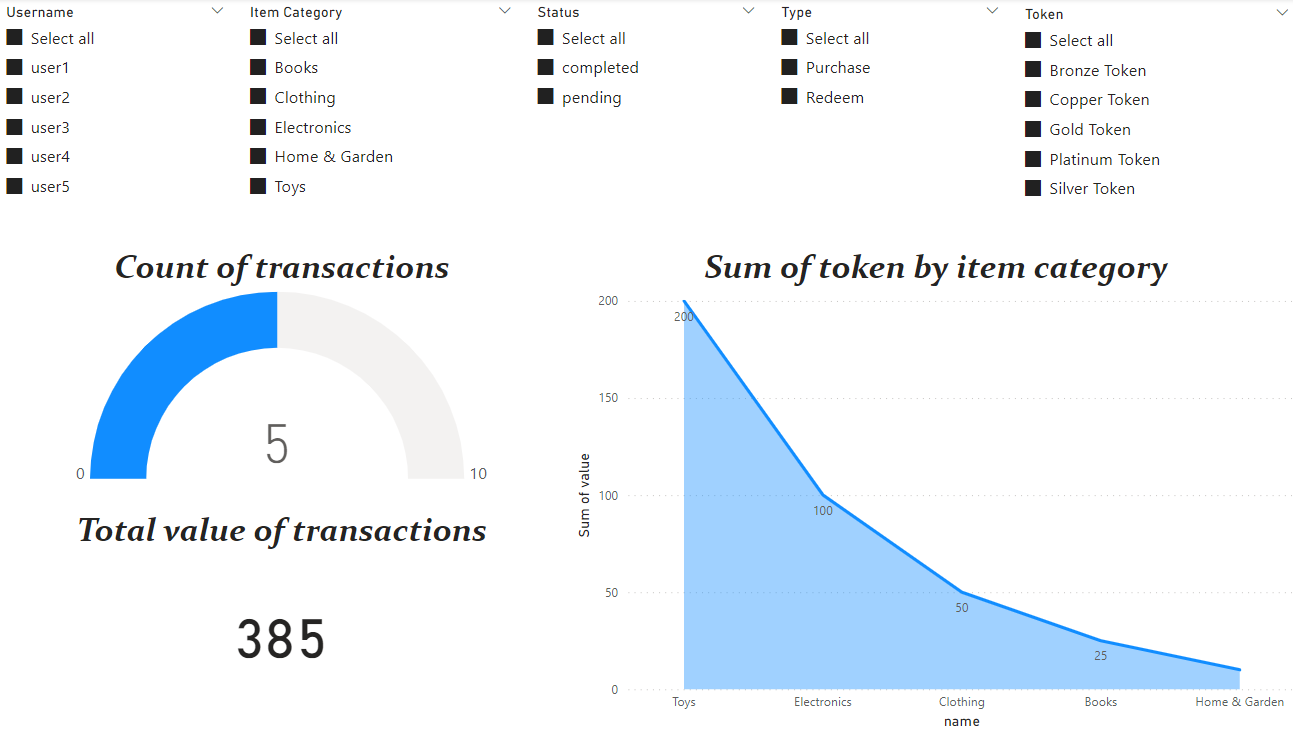 Username
Select all
user1
user2
user3
user4
user5
Item Category
Select all
Books
Clothing
Electronics
Home & Garden
Toys
Status
Select all
completed
pending
Type
Select all
Purchase
Redeem
Token
Select all
Bronze Token
Copper Token
Gold Token
Platinum Token
Silver Token
Count of transactions
5
0
10
Total value of transactions
385
Sum of token by item category
Sum of value
200
150
100
50
0
200
100
50
25
Toys
Electronics
Clothing
Books
Home & Garden
name